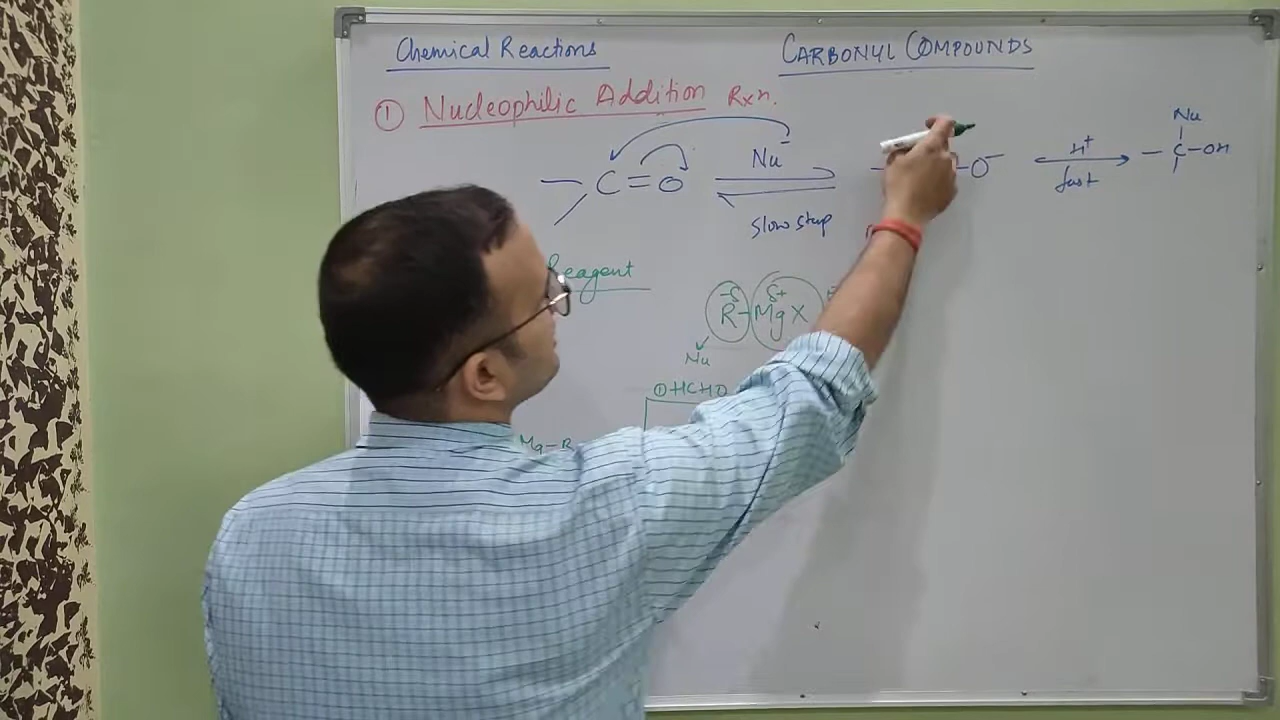 Chemical Reactions
CARBONYL COMPOUNDS
① Nucleophilic Addition Rxn.
C=O
Nu⁻
slow step
—O⁻
H⁺
fast
Nu
—C—OH
Reagent
-δ δ+
R—MgX
Nu
① HCHO
Mg—R